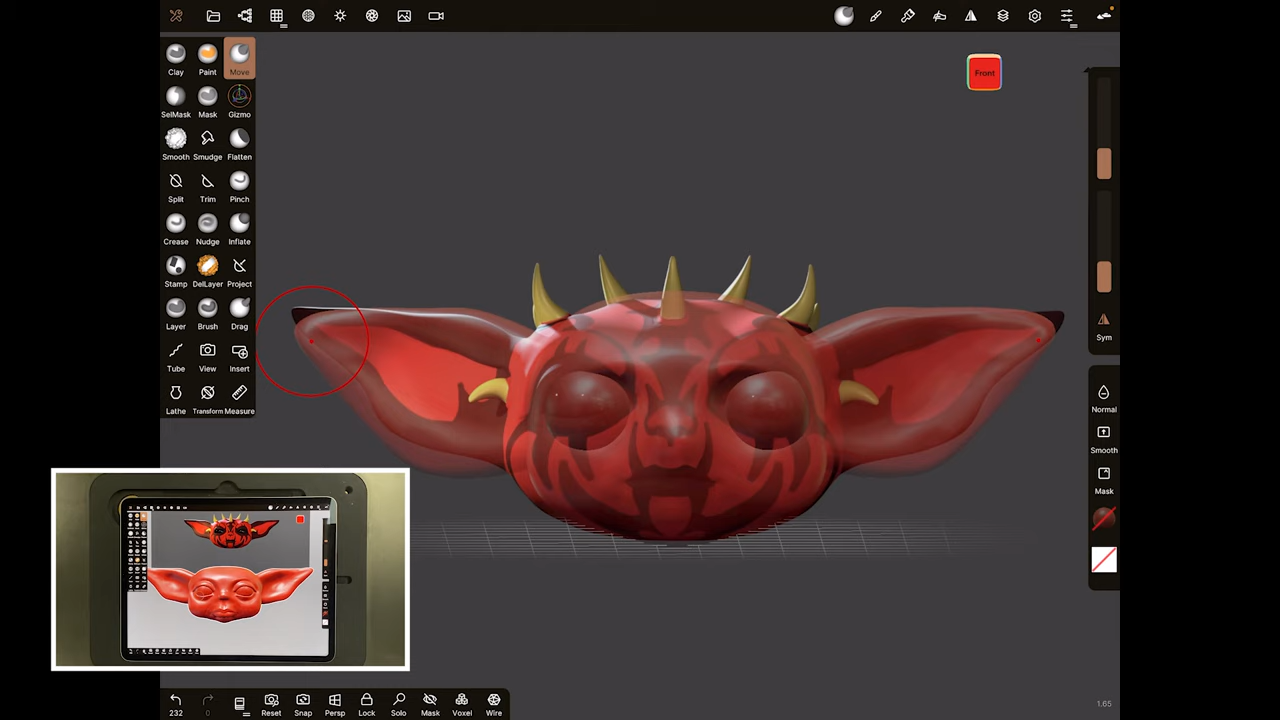 Front
Clay Paint Move
SelMask Mask Gizmo
Smooth Smudge Flatten
Split Trim Pinch
Crease Nudge Inflate
Stamp DelLayer Project
Layer Brush Drag
Tube View Insert
Lathe Transform Measure
Sym
Normal
Smooth
Mask
232 0 Reset Snap Persp Lock Solo Mask Voxel Wire
1.65